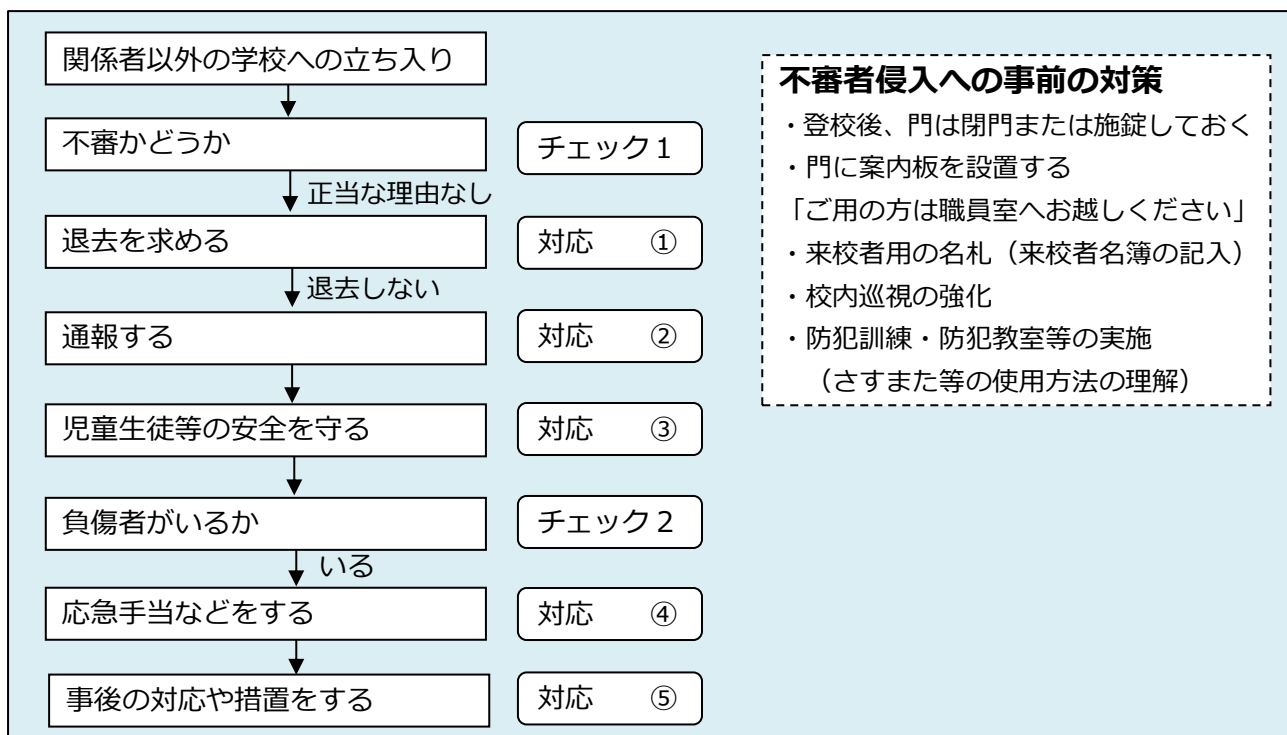 関係者以外の学校への立ち入り
不審かどうか
チェック１
正当な理由なし
退去を求める
対応　①
退去しない
通報する
対応　②
児童生徒等の安全を守る
対応　③
負傷者がいるか
チェック２
いる
応急手当などをする
対応　④
事後の対応や措置をする
対応　⑤
不審者侵入への事前の対策
・登校後、門は閉門または施錠しておく
・門に案内板を設置する
「ご用の方は職員室へお越しください」
・来校者用の名札（来校者名簿の記入）
・校内巡視の強化
・防犯訓練・防犯教室等の実施
（さすまた等の使用方法の理解）